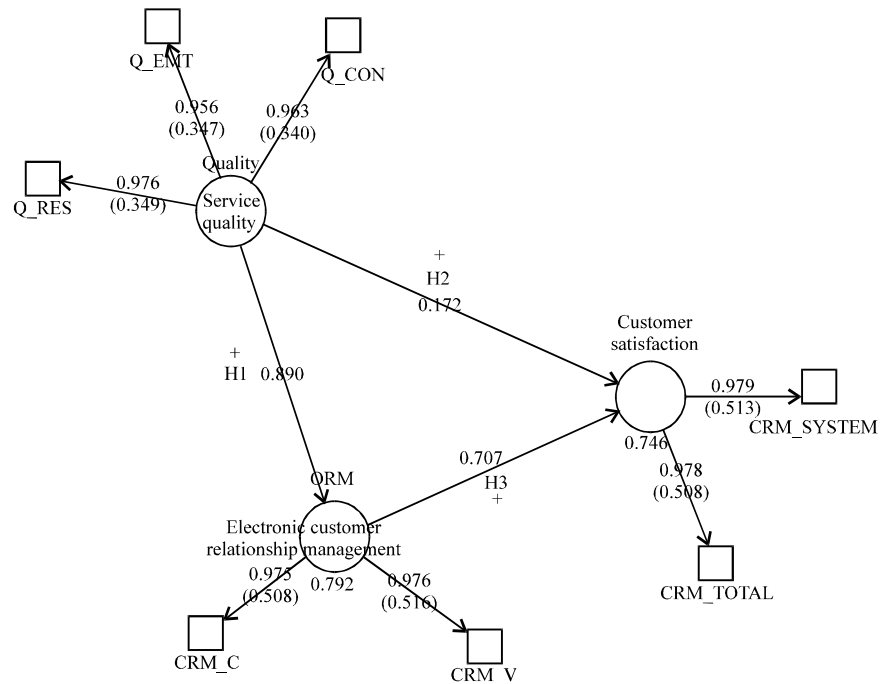 Q_EMT
Q_CON
0.956
(0.347)
0.963
(0.340)
Quality
0.976
(0.349)
Q_RES
Service
quality
+
H2
0.172
Customer
satisfaction
+
H1
0.890
0.979
(0.513)
CRM_SYSTEM
0.746
0.707
H3
+
0.978
(0.508)
ORM
Electronic customer
relationship management
0.975
(0.508)
0.792
0.976
(0.516)
CRM_TOTAL
CRM_C
CRM_V